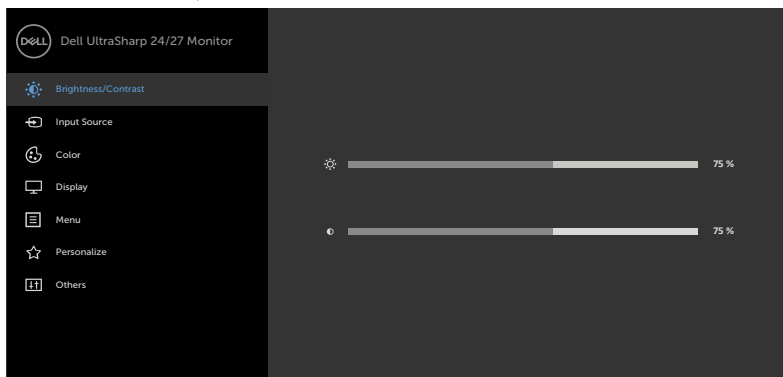 DELL
Dell UltraSharp 24/27 Monitor
Brightness/Contrast
Input Source
Color
75 %
Display
Menu
75 %
Personalize
Others